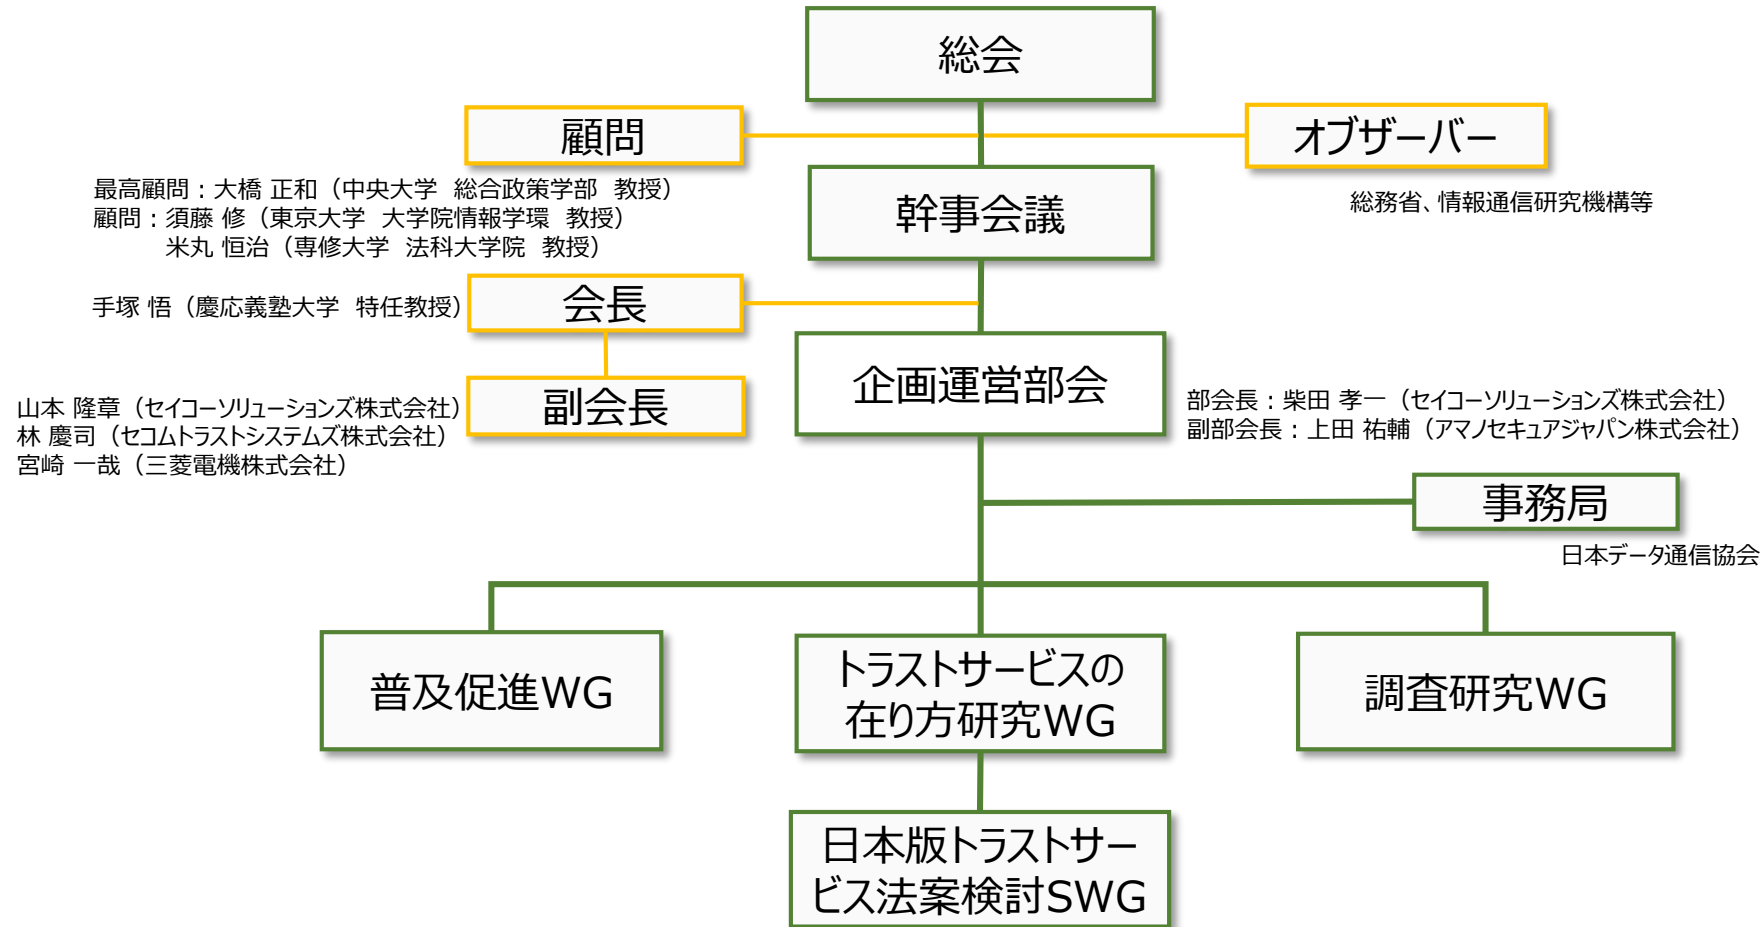 総会
顧問
オブザーバー
最高顧問：大橋 正和（中央大学　総合政策学部　教授）
顧問：須藤 修（東京大学　大学院情報学環　教授）
米丸 恒治（専修大学　法科大学院　教授）
総務省、情報通信研究機構等
幹事会議
手塚 悟（慶応義塾大学　特任教授）
会長
企画運営部会
副会長
山本 隆章（セイコーソリューションズ株式会社）
林 慶司（セコムトラストシステムズ株式会社）
宮崎 一哉（三菱電機株式会社）
部会長：柴田 孝一（セイコーソリューションズ株式会社）
副部会長：上田 祐輔（アマノセキュアジャパン株式会社）
事務局
日本データ通信協会
普及促進WG
トラストサービスの
在り方研究WG
調査研究WG
日本版トラストサー
ビス法案検討SWG